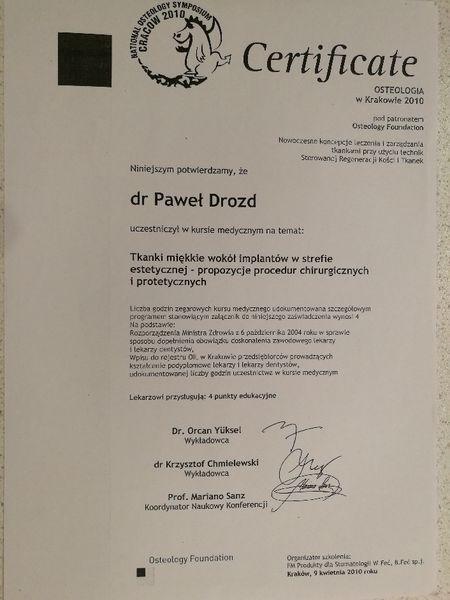 NATIONAL OSTEOLOGY SYMPOSIUM
CRACOW 2010
Certificate
OSTEOLOGIA
w Krakowie 2010
pod patronatem
Osteology Foundation
Nowoczesne koncepcje leczenia i zarządzania
tkankami przy użyciu technik
Sterowanej Regeneracji Kości i Tkanek
Niniejszym potwierdzamy, że
dr Paweł Drozd
uczestniczył w kursie medycznym na temat:
Tkanki miękkie wokół implantów w strefie
estetycznej - propozycje procedur chirurgicznych
i protetycznych
Liczba godzin zegarowych kursu medycznego udokumentowana szczegółowym
programem stanowiącym załącznik do niniejszego zaświadczenia wynosi 4
Na podstawie:
Rozporządzenia Ministra Zdrowia z 6 października 2004 roku w sprawie
sposobu dopełnienia obowiązku doskonalenia zawodowego lekarzy
i lekarzy dentystów,
Wpisu do rejestru OIL w Krakowie przedsiębiorców prowadzących
kształcenie podyplomowe lekarzy i lekarzy dentystów,
udokumentowanej liczby godzin uczestnictwa w kursie medycznym
Lekarzowi przysługują: 4 punkty edukacyjne
Dr. Orcan Yüksel
Wykładowca
dr Krzysztof Chmielewski
Wykładowca
Prof. Mariano Sanz
Koordynator Naukowy Konferencji
Osteology Foundation
Organizator szkolenia:
FM Produkty dla Stomatologii W.Feć, B.Feć sp.j.
Kraków, 9 kwietnia 2010 roku